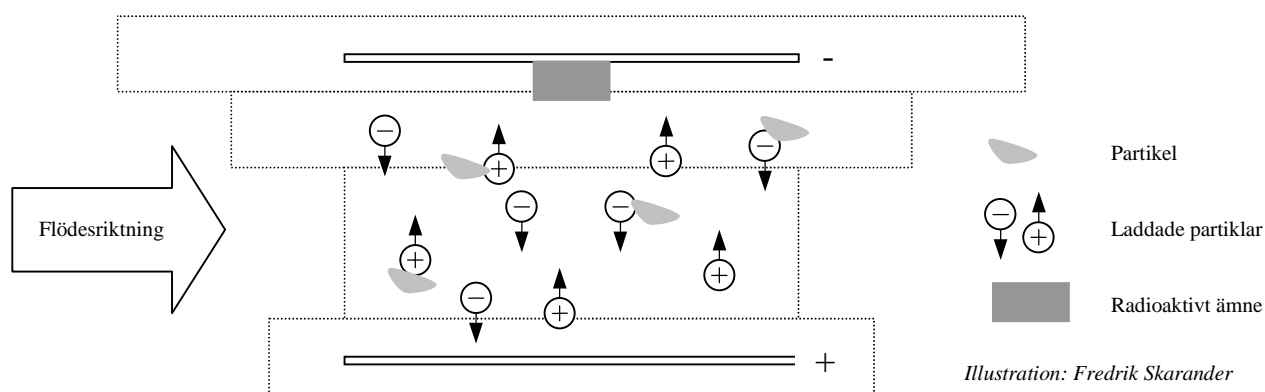 -
Flödesriktning
+
Partikel
Laddade partiklar
Radioaktivt ämne
Illustration: Fredrik Skarander